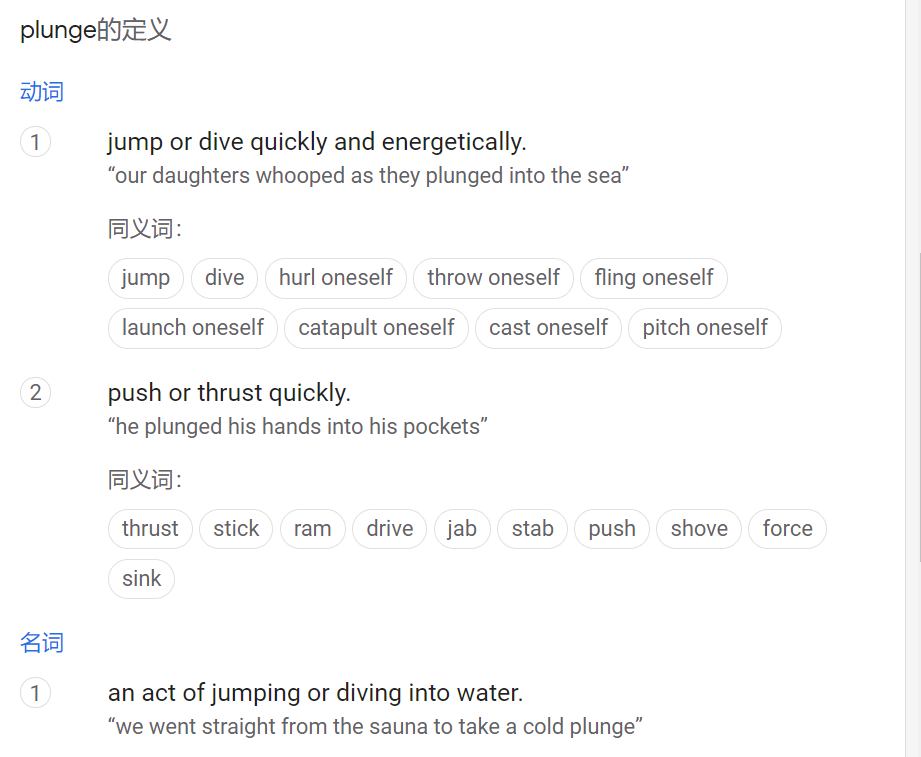 plunge的定义
动词
1 jump or dive quickly and energetically.
“our daughters whooped as they plunged into the sea”
同义词：
jump dive hurl oneself throw oneself fling oneself
launch oneself catapult oneself cast oneself pitch oneself
2 push or thrust quickly.
“he plunged his hands into his pockets”
同义词：
thrust stick ram drive jab stab push shove force
sink
名词
1 an act of jumping or diving into water.
“we went straight from the sauna to take a cold plunge”